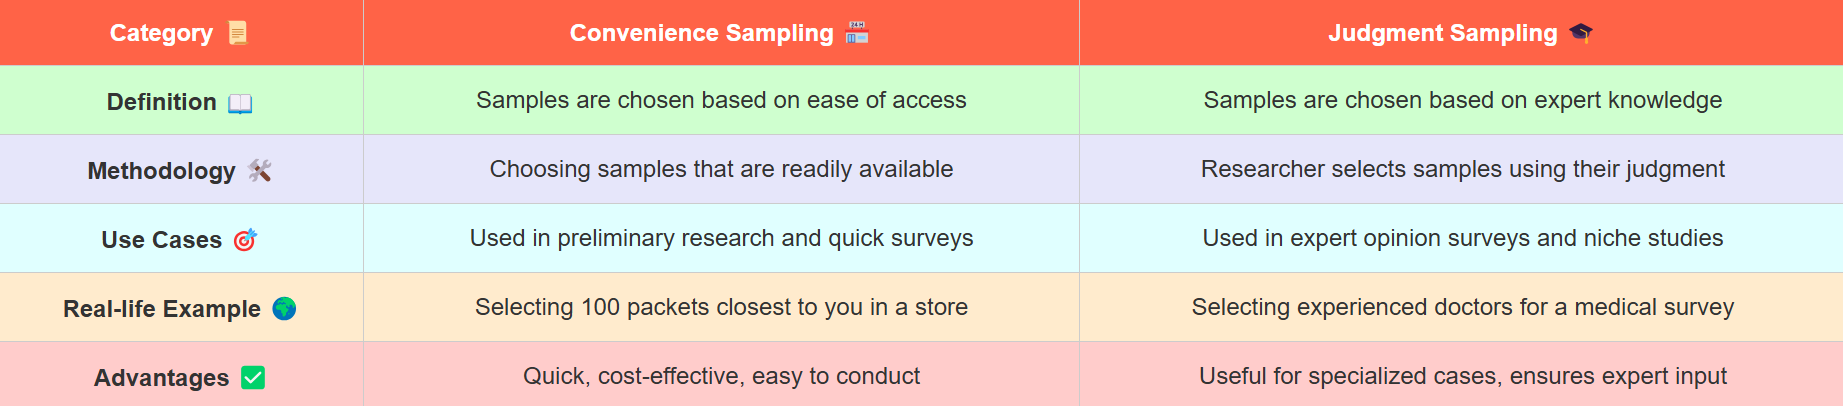 Category Convenience Sampling Judgment Sampling
Definition Samples are chosen based on ease of access Samples are chosen based on expert knowledge
Methodology Choosing samples that are readily available Researcher selects samples using their judgment
Use Cases Used in preliminary research and quick surveys Used in expert opinion surveys and niche studies
Real-life Example Selecting 100 packets closest to you in a store Selecting experienced doctors for a medical survey
Advantages Quick, cost-effective, easy to conduct Useful for specialized cases, ensures expert input